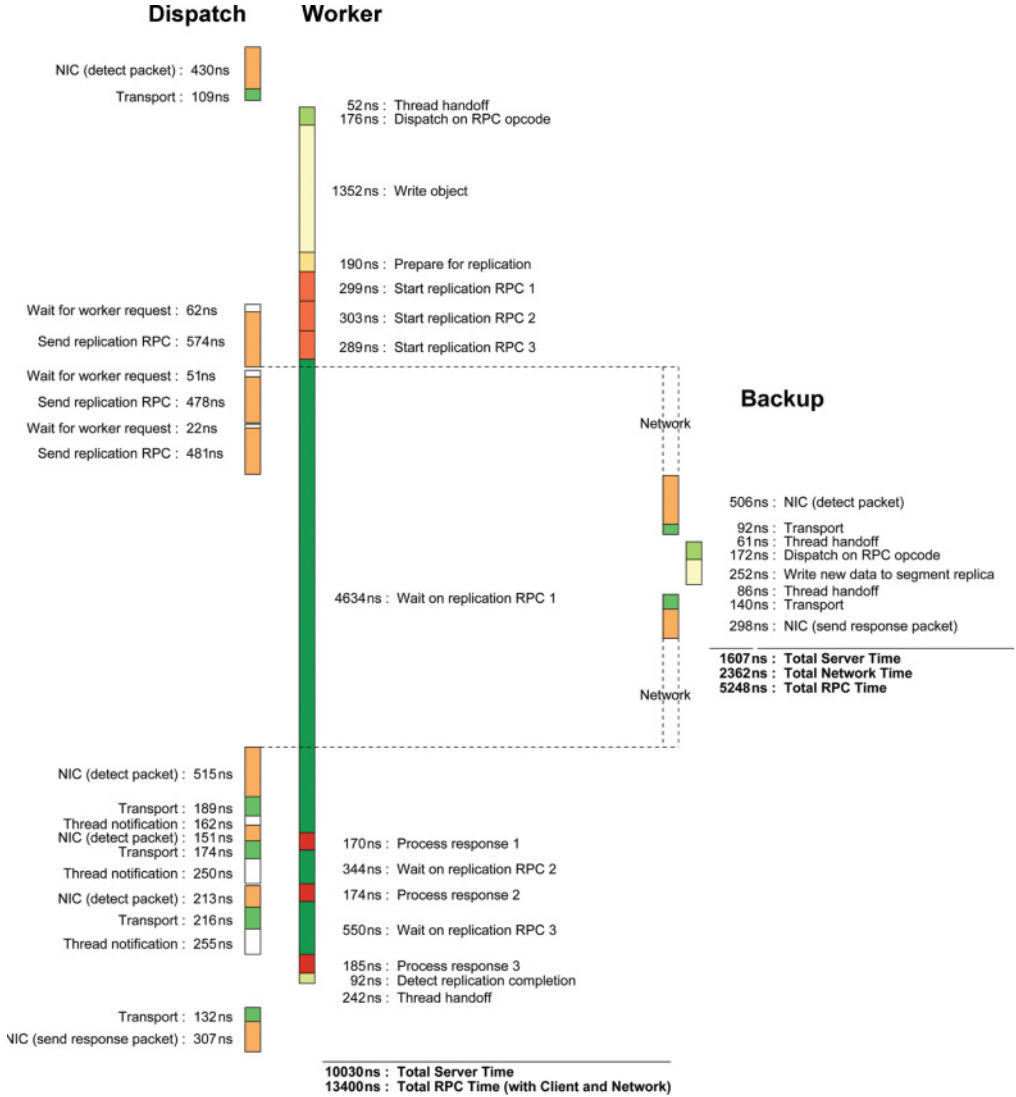 Dispatch Worker
NIC (detect packet) : 430ns
Transport : 109ns
52ns : Thread handoff
176ns : Dispatch on RPC opcode
1352ns : Write object
190ns : Prepare for replication
299ns : Start replication RPC 1
Wait for worker request : 62ns
303ns : Start replication RPC 2
Send replication RPC : 574ns
289ns : Start replication RPC 3
Wait for worker request : 51ns
Send replication RPC : 478ns
Wait for worker request : 22ns
Send replication RPC : 481ns
Backup
Network
506ns : NIC (detect packet)
92ns : Transport
61ns : Thread handoff
172ns : Dispatch on RPC opcode
252ns : Write new data to segment replica
86ns : Thread handoff
140ns : Transport
298ns : NIC (send response packet)
4634ns : Wait on replication RPC 1
1607ns : Total Server Time
2362ns : Total Network Time
5248ns : Total RPC Time
Network
NIC (detect packet) : 515ns
Transport : 189ns
Thread notification : 162ns
NIC (detect packet) : 151ns
Transport : 174ns
Thread notification : 250ns
NIC (detect packet) : 213ns
Transport : 216ns
Thread notification : 255ns
170ns : Process response 1
344ns : Wait on replication RPC 2
174ns : Process response 2
550ns : Wait on replication RPC 3
185ns : Process response 3
92ns : Detect replication completion
242ns : Thread handoff
Transport : 132ns
NIC (send response packet) : 307ns
10030ns : Total Server Time
13400ns : Total RPC Time (with Client and Network)